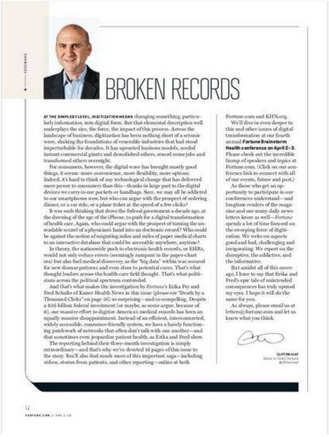 FOREWORD
BROKEN RECORDS
AT THE SIMPLEST LEVEL, DIGITIZATION MEANS changing something, particu-
larly information, into digital form. But that elemental description well
underplays the size, the force, the impact of this process. Across the
landscape of business, digitization has been nothing short of a seismic
wave, shaking the foundations of venerable industries that had stood
imperturbable for decades. It has uprooted business models, seeded
instant commercial giants and demolished others, erased some jobs and
transformed others overnight.
For consumers, however, the digital wave has brought mostly good
things, it seems: more convenience, more flexibility, more options.
Indeed, it's hard to think of any technological change that has delivered
more power to consumers than this—thanks in large part to the digital
devices we carry in our pockets or handbags. Sure, we may all be addicted
to our smartphones now, but who can argue with the prospect of ordering
dinner, or a car ride, or a plane ticket at the speed of a few clicks?
It was such thinking that drove the federal government a decade ago, at
the dawning of the age of the iPhone, to push for a digital transformation
of health care. Again, who could argue with the prospect of turning the un-
readable scrawl of a physician's hand into an electronic record? Who could
be against the notion of migrating miles and miles of paper medical charts
to an interactive database that could be accessible anywhere, anytime?
In theory, the nationwide push to electronic health records, or EHRs,
would not only reduce errors (seemingly rampant in the paper-chart
era) but also fuel medical discovery, as the "big data" within was scoured
for new disease patterns and even clues to potential cures. That's what
thought leaders across the health care field thought. That's what politi-
cians across the political spectrum contended.
And that's what makes the investigation by Fortune's Erika Fry and
Fred Schulte of Kaiser Health News in this issue (please see "Death by a
Thousand Clicks" on page 56) so surprising—and so compelling. Despite
a $36 billion federal investment (or maybe, as some argue, because of
it), our massive effort to digitize America's medical records has been an
equally massive disappointment. Instead of an efficient, interconnected,
widely accessible, consumer-friendly system, we have a barely function-
ing patchwork of networks that often don't talk with one another—and
that sometimes even jeopardize patient health, as Erika and Fred show.
The reporting behind their three-month investigation is simply
extraordinary—and that's why we've devoted 16 pages of this issue to
the story. You'll also find much more of this important saga—including
videos, stories from patients, and other reporting—online at both
Fortune.com and KHN.org.
We'll dive in even deeper to
this and other issues of digital
transformation at our fourth
annual Fortune Brainstorm
Health conference on April 2–3.
Please check out the incredible
lineup of speakers and topics at
Fortune.com. (Click on our con-
ference link to connect with all
of our events, future and past.)
As those who get an op-
portunity to participate in our
conferences understand—and
longtime readers of the maga-
zine and our many daily news-
letters know as well—Fortune
spends a lot of time focused on
the sweeping force of digiti-
zation. We write on aspects
good and bad, challenging and
invigorating. We report on the
disruptive, the addictive, and
the informative.
But amidst all of this cover-
age, I have to say that Erika and
Fred's epic tale of unintended
consequences has truly opened
my eyes. I hope it will do the
same for you.
As always, please email us at
letters@fortune.com and let us
know what you think.
CLIFTON LEAF
Editor-in-Chief, Fortune
@CliftonLeaf
4
FORTUNE.COM // APR.1.19